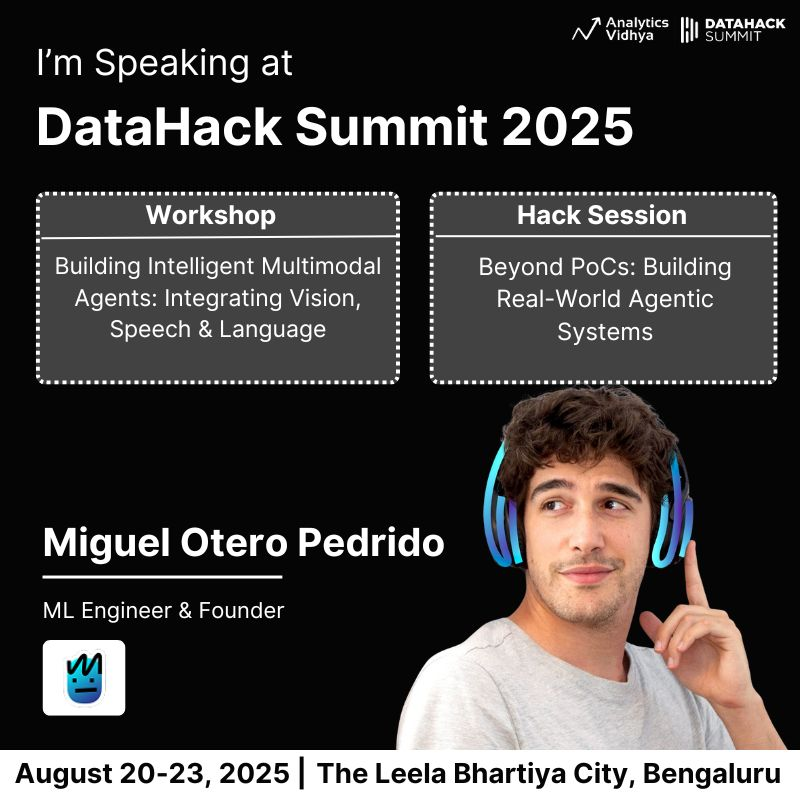 Analytics
Vidhya
DATAHACK
SUMMIT
I’m Speaking at
DataHack Summit 2025
Workshop
Building Intelligent Multimodal
Agents: Integrating Vision,
Speech & Language
Hack Session
Beyond PoCs: Building
Real-World Agentic
Systems
Miguel Otero Pedrido
ML Engineer & Founder
August 20-23, 2025 | The Leela Bhartiya City, Bengaluru